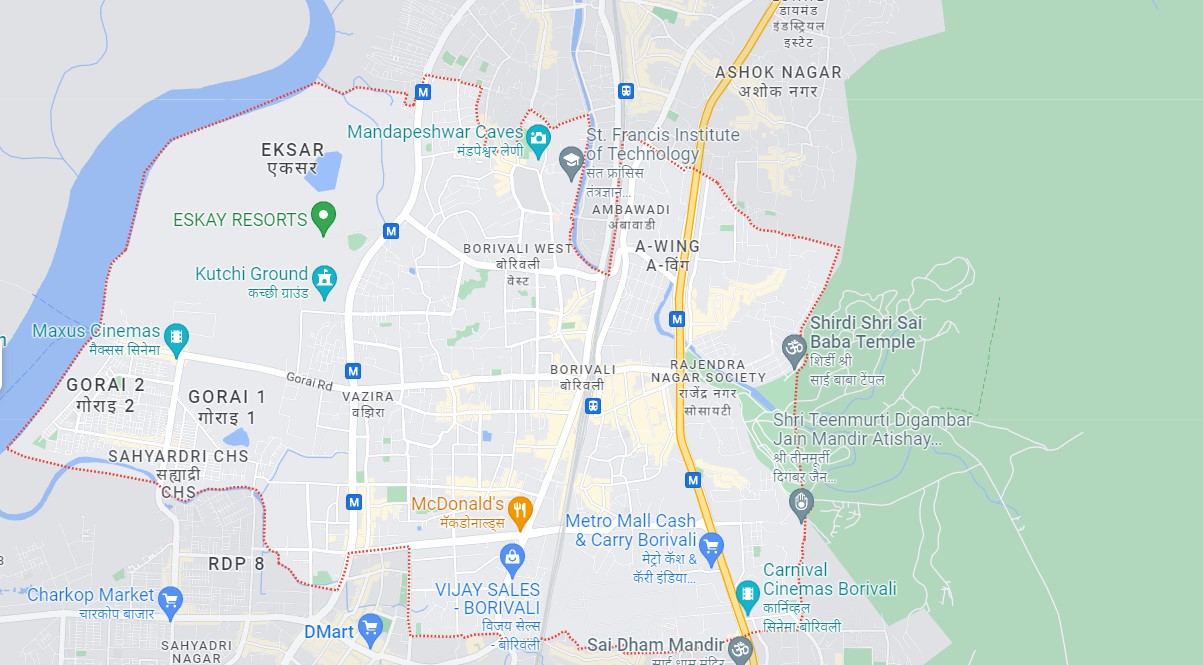 डायमंड
इंडस्ट्रियल
इस्टेट
ASHOK NAGAR
अशोक नगर
M
M
Mandapeshwar Caves
मंडपेश्वर लेणी
St. Francis Institute
of Technology
संत फ्रांसिस
तंत्रज्ञान...
EKSAR
एकसर
ESKAY RESORTS
AMBAWADI
अंबावाडी
A-WING
A-विंग
BORIVALI WEST
बोरिवली
वेस्ट
Kutchi Ground
कच्छी ग्राउंड
M
Maxus Cinemas
मैक्सस सिनेमा
Shirdi Shri Sai
Baba Temple
शिर्डी श्री
साई बाबा टेंपल
M
GORAI 2
गोराइ 2
GORAI 1
गोराइ 1
Gorai Rd
VAZIRA
वझिरा
BORIVALI
बोरिवली
RAJENDRA
NAGAR SOCIETY
राजेंद्र नगर
सोसायटी
Shri Teenmurti Digambar
Jain Mandir Atishay...
श्री तीनमूर्ती
दिगंबर जैन...
SAHYARDRI CHS
सह्याद्री
CHS
M
M
McDonald's
मॅकडोनाल्ड्स
Metro Mall Cash
& Carry Borivali
मेट्रो कॅश &
कॅरी इंडिया...
RDP 8
VIJAY SALES
- BORIVALI
विजय सेल्स
- बोरिवली
Carnival
Cinemas Borivali
कार्निव्हल
सिनेमा बोरिवली
Charkop Market
चारकोप बाजार
DMart
SAHYADRI
NAGAR
Sai Dham Mandir